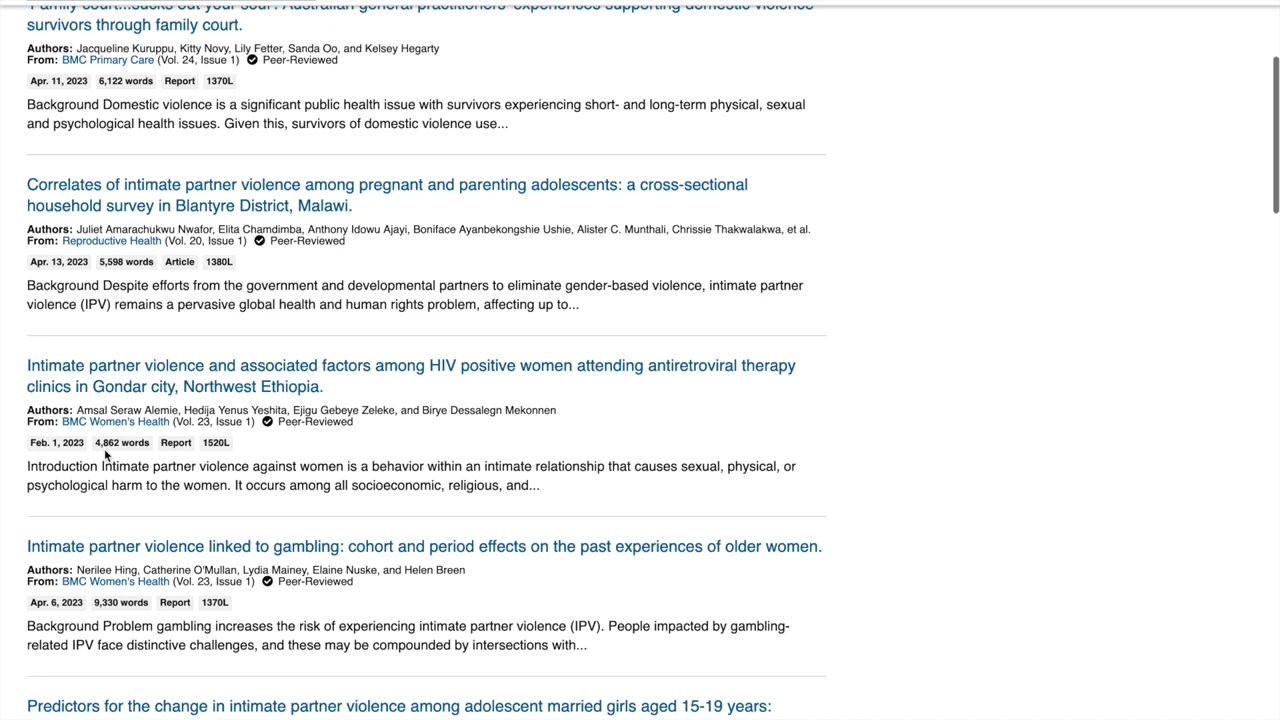 'Family court...sucks out your soul': Australian general practitioners' experiences supporting domestic violence
survivors through family court.
Authors: Jacqueline Kuruppu, Kitty Novy, Lily Fetter, Sanda Oo, and Kelsey Hegarty
From: BMC Primary Care (Vol. 24, Issue 1) Peer-Reviewed
Apr. 11, 2023 6,122 words Report 1370L
Background Domestic violence is a significant public health issue with survivors experiencing short- and long-term physical, sexual
and psychological health issues. Given this, survivors of domestic violence use...
Correlates of intimate partner violence among pregnant and parenting adolescents: a cross-sectional
household survey in Blantyre District, Malawi.
Authors: Juliet Amarachukwu Nwafor, Elita Chamdimba, Anthony Idowu Ajayi, Boniface Ayanbekongshie Ushie, Alister C. Munthali, Chrissie Thakwalakwa, et al.
From: Reproductive Health (Vol. 20, Issue 1) Peer-Reviewed
Apr. 13, 2023 5,598 words Article 1380L
Background Despite efforts from the government and developmental partners to eliminate gender-based violence, intimate partner
violence (IPV) remains a pervasive global health and human rights problem, affecting up to...
Intimate partner violence and associated factors among HIV positive women attending antiretroviral therapy
clinics in Gondar city, Northwest Ethiopia.
Authors: Amsal Seraw Alemie, Hedija Yenus Yeshita, Ejigu Gebeye Zeleke, and Birye Dessalegn Mekonnen
From: BMC Women's Health (Vol. 23, Issue 1) Peer-Reviewed
Feb. 1, 2023 4,862 words Report 1520L
Introduction Intimate partner violence against women is a behavior within an intimate relationship that causes sexual, physical, or
psychological harm to the women. It occurs among all socioeconomic, religious, and...
Intimate partner violence linked to gambling: cohort and period effects on the past experiences of older women.
Authors: Nerilee Hing, Catherine O'Mullan, Lydia Mainey, Elaine Nuske, and Helen Breen
From: BMC Women's Health (Vol. 23, Issue 1) Peer-Reviewed
Apr. 6, 2023 9,330 words Report 1370L
Background Problem gambling increases the risk of experiencing intimate partner violence (IPV). People impacted by gambling-
related IPV face distinctive challenges, and these may be compounded by intersections with...
Predictors for the change in intimate partner violence among adolescent married girls aged 15-19 years: